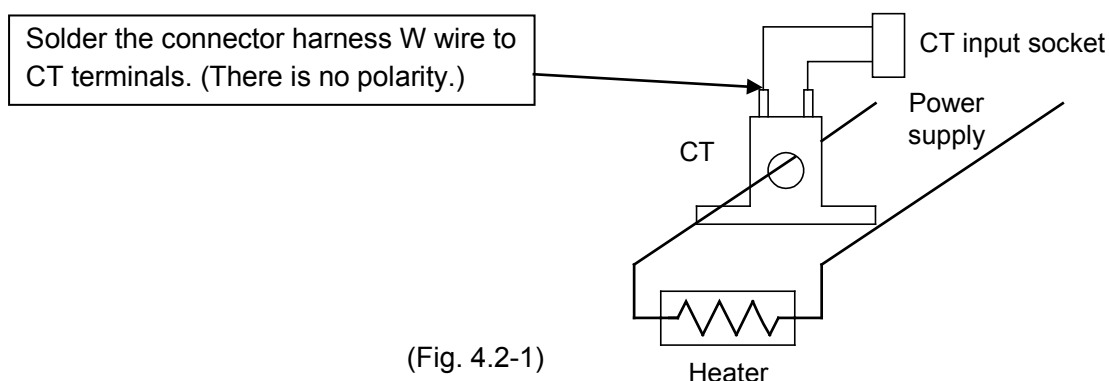 Solder the connector harness W wire to
CT terminals. (There is no polarity.)
CT input socket
Power
supply
CT
(Fig. 4.2-1)
Heater